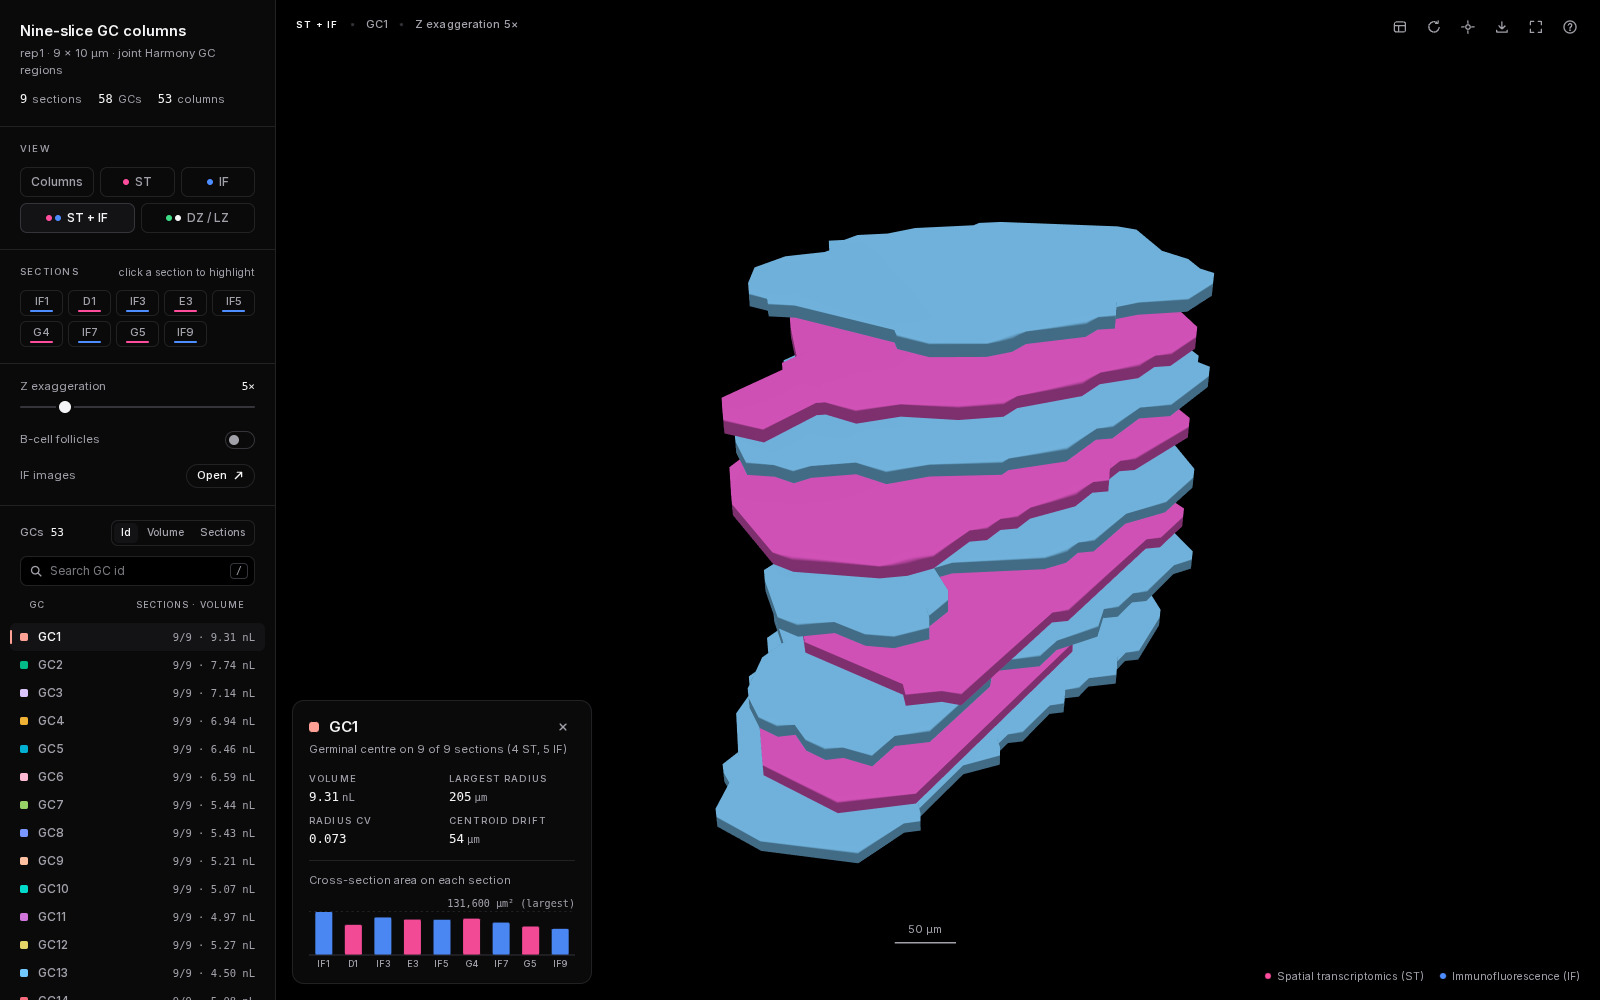 Nine-slice GC columns
rep1 · 9 × 10 µm · joint Harmony GC
regions
9 sections 58 GCs 53 columns
VIEW
Columns ST IF
ST + IF DZ / LZ
SECTIONS click a section to highlight
IF1 D1 IF3 E3 IF5
G4 IF7 G5 IF9
Z exaggeration 5×
B-cell follicles
IF images Open ↗
GCs 53 Id Volume Sections
Search GC id /
GC SECTIONS · VOLUME
GC1 9/9 · 9.31 nL
GC2 9/9 · 7.74 nL
GC3 9/9 · 7.14 nL
GC4 9/9 · 6.94 nL
GC5 9/9 · 6.46 nL
GC6 9/9 · 6.59 nL
GC7 9/9 · 5.44 nL
GC8 9/9 · 5.43 nL
GC9 9/9 · 5.21 nL
GC10 9/9 · 5.07 nL
GC11 9/9 · 4.97 nL
GC12 9/9 · 5.27 nL
GC13 9/9 · 4.50 nL
ST + IF • GC1 • Z exaggeration 5×
GC1 ×
Germinal centre on 9 of 9 sections (4 ST, 5 IF)
VOLUME LARGEST RADIUS
9.31 nL 205 µm
RADIUS CV CENTROID DRIFT
0.073 54 µm
Cross-section area on each section
131,600 µm² (largest)
IF1 D1 IF3 E3 IF5 G4 IF7 G5 IF9
50 µm
Spatial transcriptomics (ST) Immunofluorescence (IF)